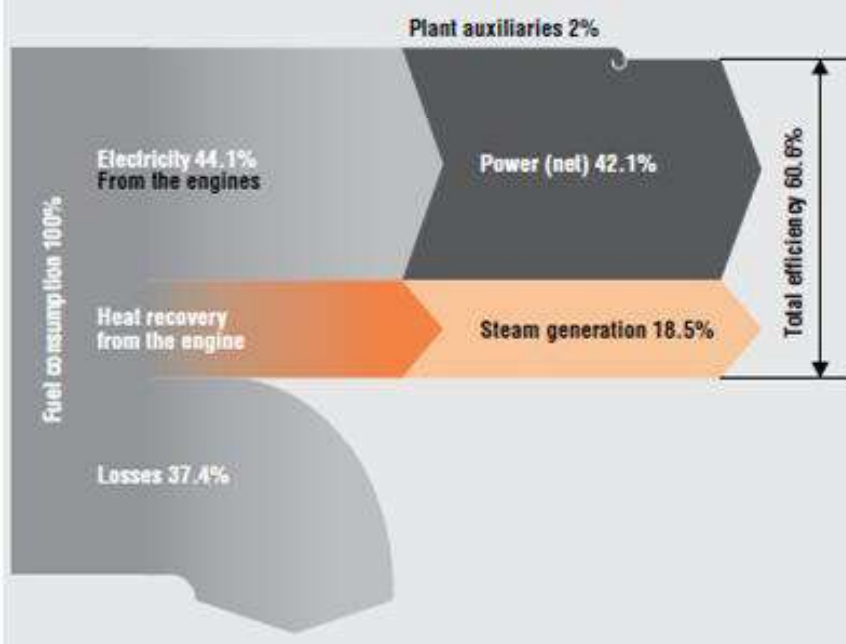 Plant auxiliaries 2%
Electricity 44.1%
From the engines
Power (net) 42.1%
Total efficiency 60.6%
Fuel consumption 100%
Heat recovery
from the engine
Steam generation 18.5%
Losses 37.4%